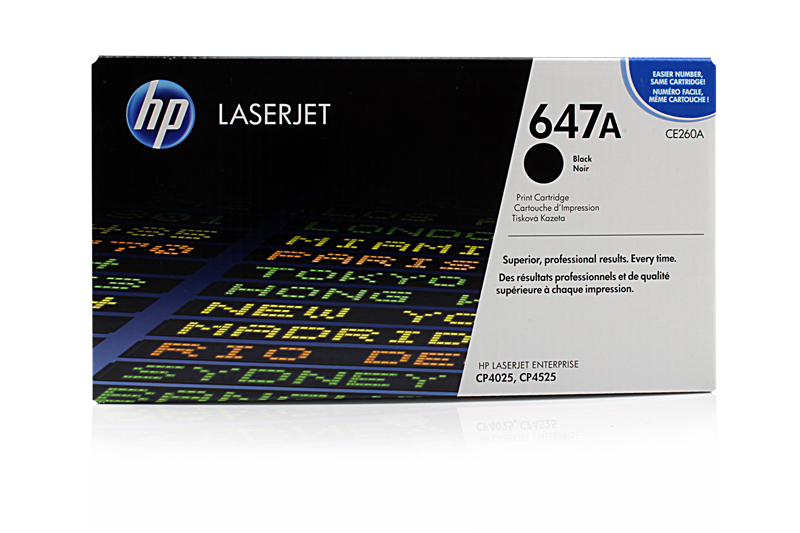 hp
LASERJET
EASIER NUMBER,
SAME CARTRIDGE!
NUMÉRO FACILE,
MÊME CARTOUCHE !
647A
CE260A
Black
Noir
Print Cartridge
Cartouche d'Impression
Tisková Kazeta
Superior, professional results. Every time.
Des résultats professionnels et de qualité
supérieure à chaque impression.
HP LASERJET ENTERPRISE
CP4025, CP4525
LONDO
MIAMI
PARIS
TOKYO
HONG K
NEW YO
MADRID
RIO DE
SYDNEY